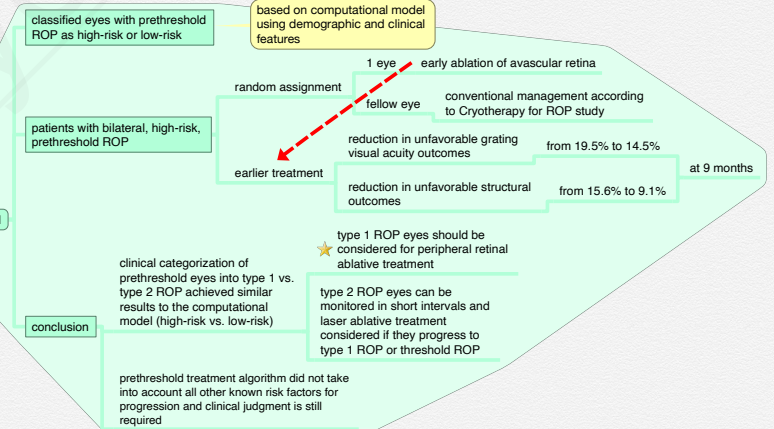 classified eyes with prethreshold
ROP as high-risk or low-risk
based on computational model
using demographic and clinical
features
patients with bilateral, high-risk,
prethreshold ROP
random assignment
1 eye
early ablation of avascular retina
fellow eye
conventional management according
to Cryotherapy for ROP study
earlier treatment
reduction in unfavorable grating
visual acuity outcomes
from 19.5% to 14.5%
reduction in unfavorable structural
outcomes
from 15.6% to 9.1%
at 9 months
conclusion
clinical categorization of
prethreshold eyes into type 1 vs.
type 2 ROP achieved similar
results to the computational
model (high-risk vs. low-risk)
type 1 ROP eyes should be
considered for peripheral retinal
ablative treatment
type 2 ROP eyes can be
monitored in short intervals and
laser ablative treatment
considered if they progress to
type 1 ROP or threshold ROP
prethreshold treatment algorithm did not take
into account all other known risk factors for
progression and clinical judgment is still
required